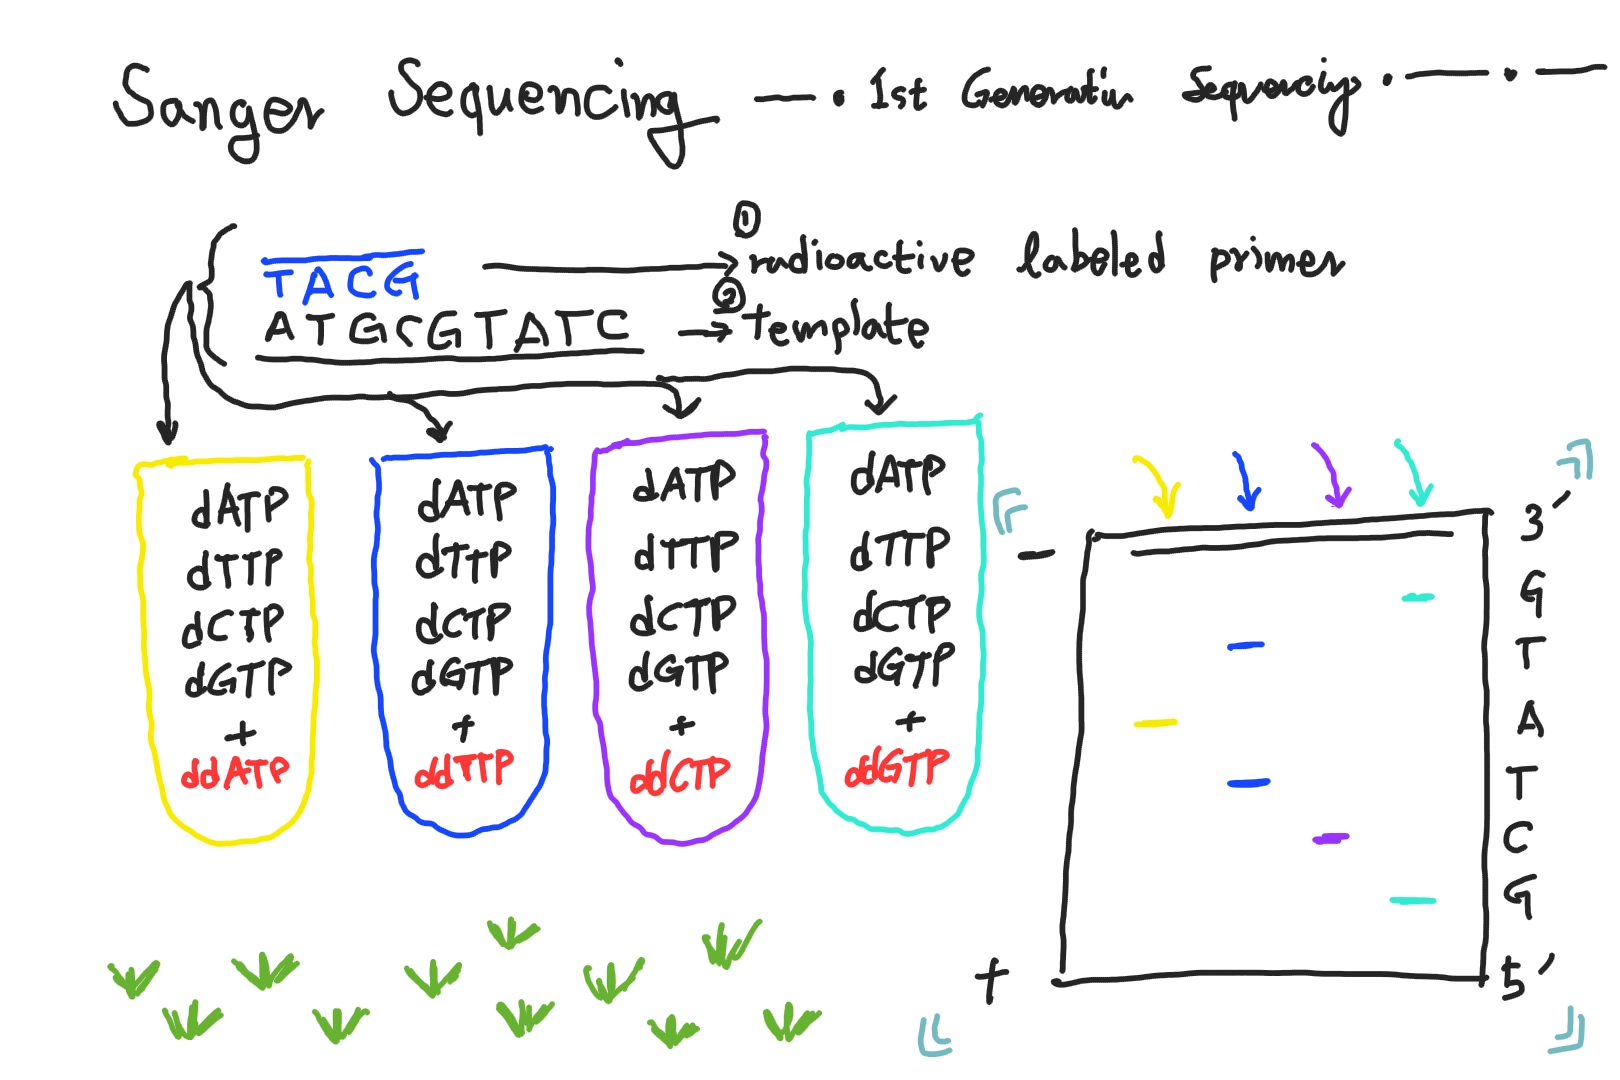 Sanger Sequencing —. 1st Generation Sequencing . — . —
①
TACG → radioactive labeled primer
②
ATGCGTATC → Template
dATP
dTTP
dCTP
dGTP
+
ddATP
dATP
dTTP
dCTP
dGTP
+
ddTTP
dATP
dTTP
dCTP
dGTP
+
ddCTP
dATP
dTTP
dCTP
dGTP
+
ddGTP
-
+
3'
G
T
A
T
C
G
5'